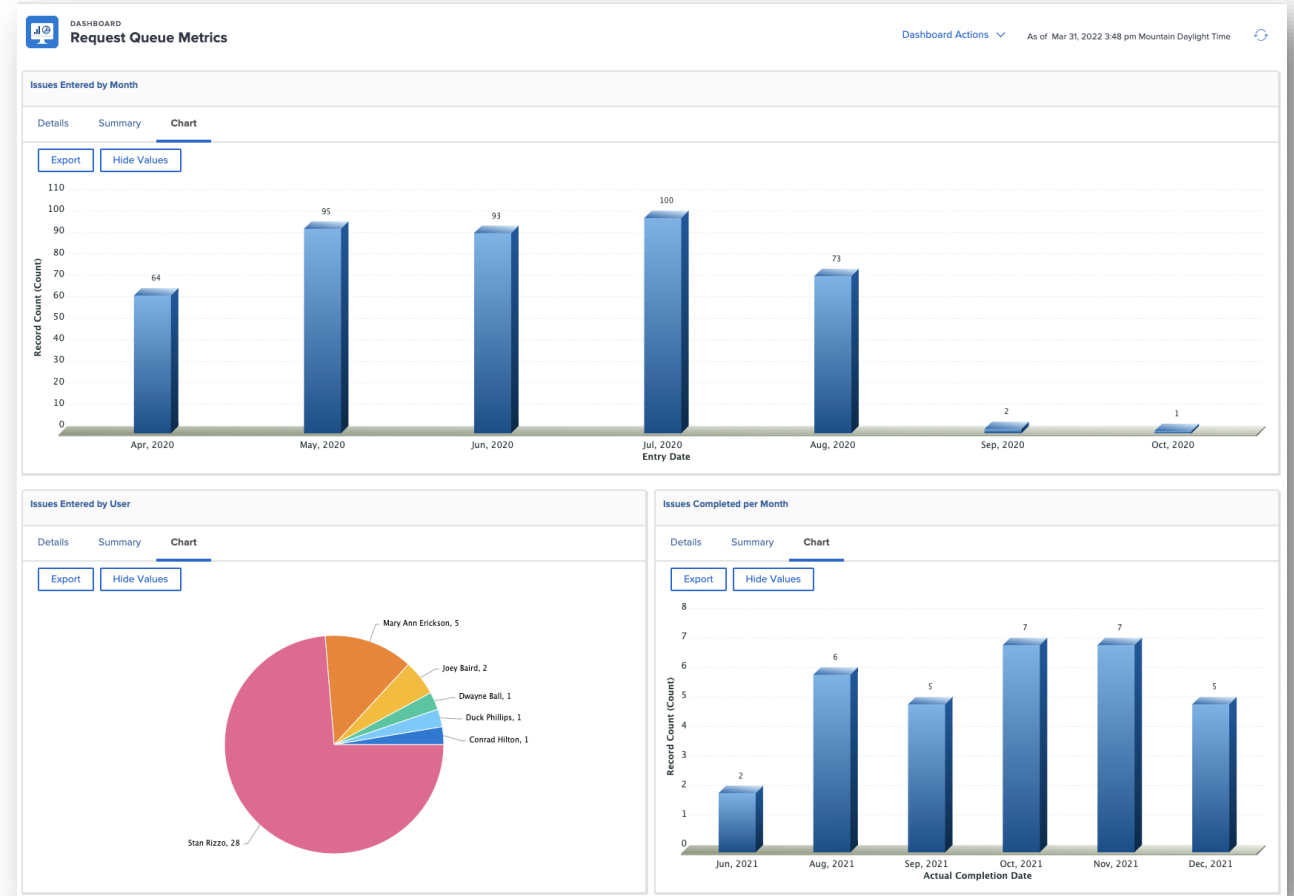 DASHBOARD
Request Queue Metrics
Dashboard Actions
As of Mar 31, 2022 3:48 pm Mountain Daylight Time
Issues Entered by Month
Details Summary Chart
Export Hide Values
110
100
90
80
70
60
50
40
30
20
10
0
Record Count (Count)
64
95
93
100
73
2
1
Apr, 2020 May, 2020 Jun, 2020 Jul, 2020 Aug, 2020 Sep, 2020 Oct, 2020
Entry Date
Issues Entered by User
Details Summary Chart
Export Hide Values
Mary Ann Erickson, 5
Joey Baird, 2
Dwayne Ball, 1
Duck Phillips, 1
Conrad Hilton, 1
Stan Rizzo, 28
Issues Completed per Month
Details Summary Chart
Export Hide Values
8
7
6
5
4
3
2
1
0
Record Count (Count)
2
6
5
7
7
5
Jun, 2021 Aug, 2021 Sep, 2021 Oct, 2021 Nov, 2021 Dec, 2021
Actual Completion Date